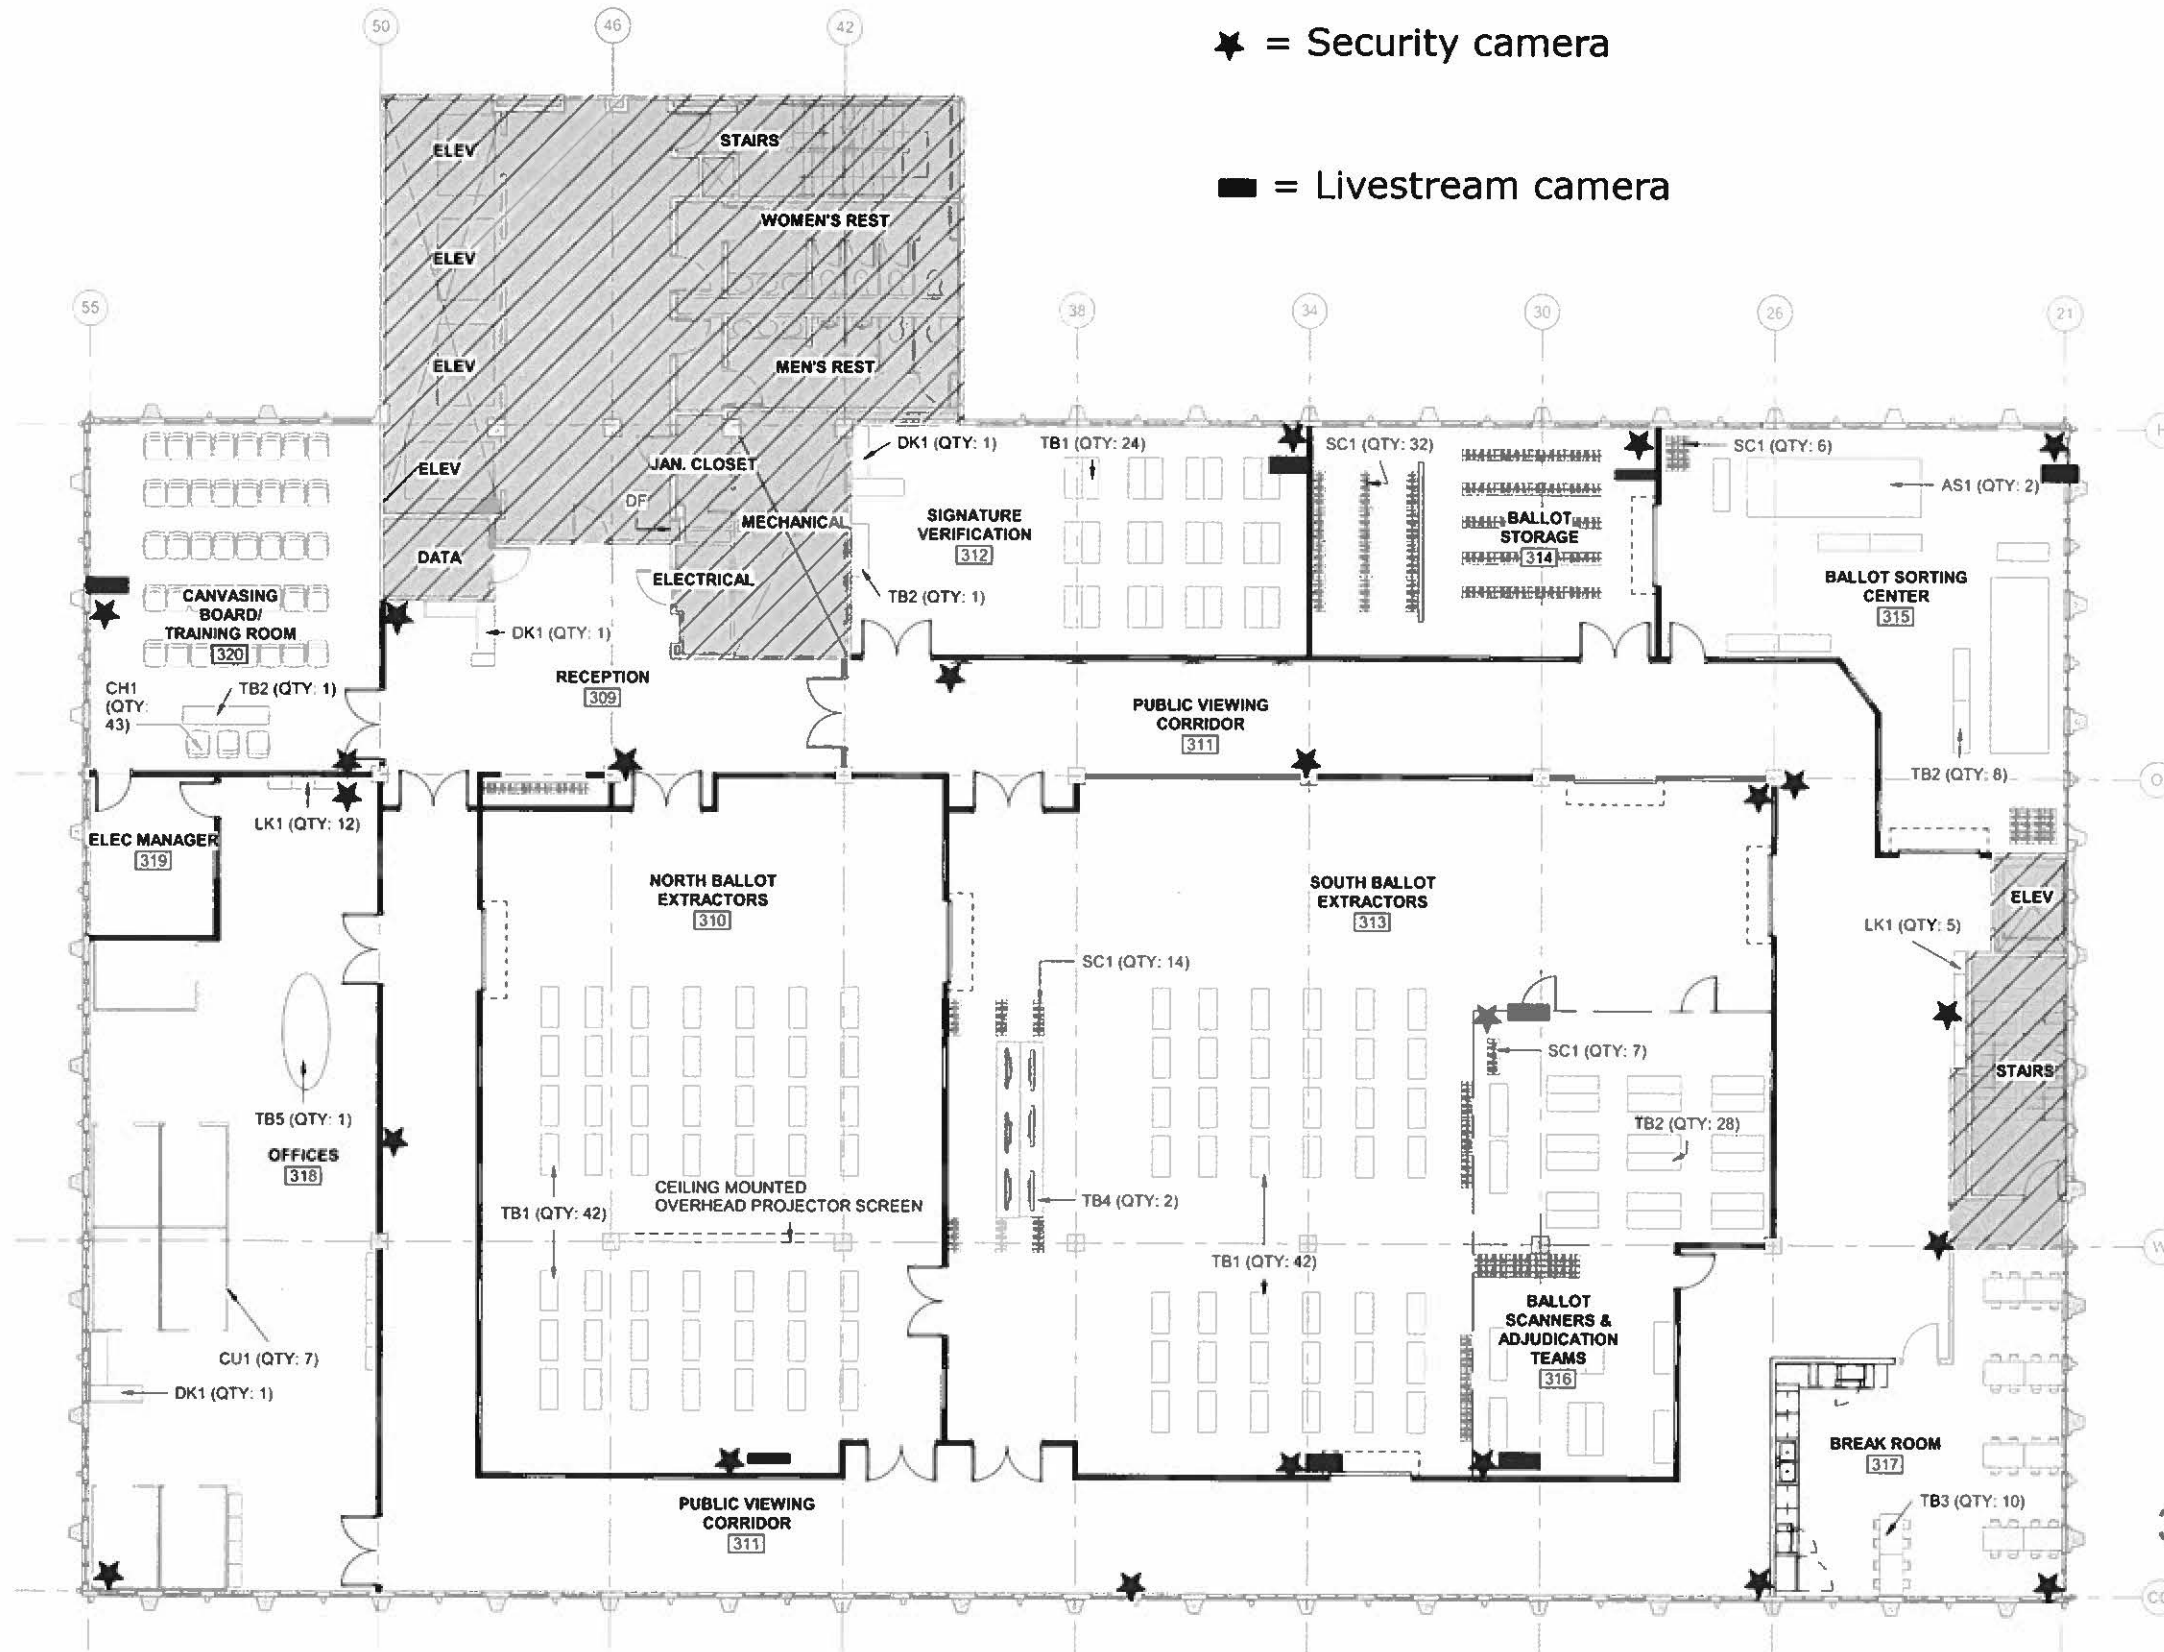 50
46
42
★ = Security camera
▬ = Livestream camera
STAIRS
ELEV
WOMEN'S REST
ELEV
55
38
34
30
26
21
ELEV
MEN'S REST
ELEV
JAN. CLOSET
DF
MECHANICAL
DATA
ELECTRICAL
DK1 (QTY: 1)
TB1 (QTY: 24)
SC1 (QTY: 32)
SC1 (QTY: 6)
AS1 (QTY: 2)
H
SIGNATURE
VERIFICATION
312
BALLOT
STORAGE
314
BALLOT SORTING
CENTER
315
TB2 (QTY: 1)
CANVASING
BOARD/
TRAINING ROOM
320
DK1 (QTY: 1)
RECEPTION
309
CH1
(QTY:
43)
TB2 (QTY: 1)
PUBLIC VIEWING
CORRIDOR
311
TB2 (QTY: 8)
O
LK1 (QTY: 12)
ELEC MANAGER
319
NORTH BALLOT
EXTRACTORS
310
SOUTH BALLOT
EXTRACTORS
313
ELEV
LK1 (QTY: 5)
SC1 (QTY: 14)
SC1 (QTY: 7)
STAIRS
TB5 (QTY: 1)
OFFICES
318
TB2 (QTY: 28)
CEILING MOUNTED
OVERHEAD PROJECTOR SCREEN
TB1 (QTY: 42)
TB4 (QTY: 2)
TB1 (QTY: 42)
W
BALLOT
SCANNERS &
ADJUDICATION
TEAMS
316
CU1 (QTY: 7)
DK1 (QTY: 1)
BREAK ROOM
317
TB3 (QTY: 10)
PUBLIC VIEWING
CORRIDOR
311